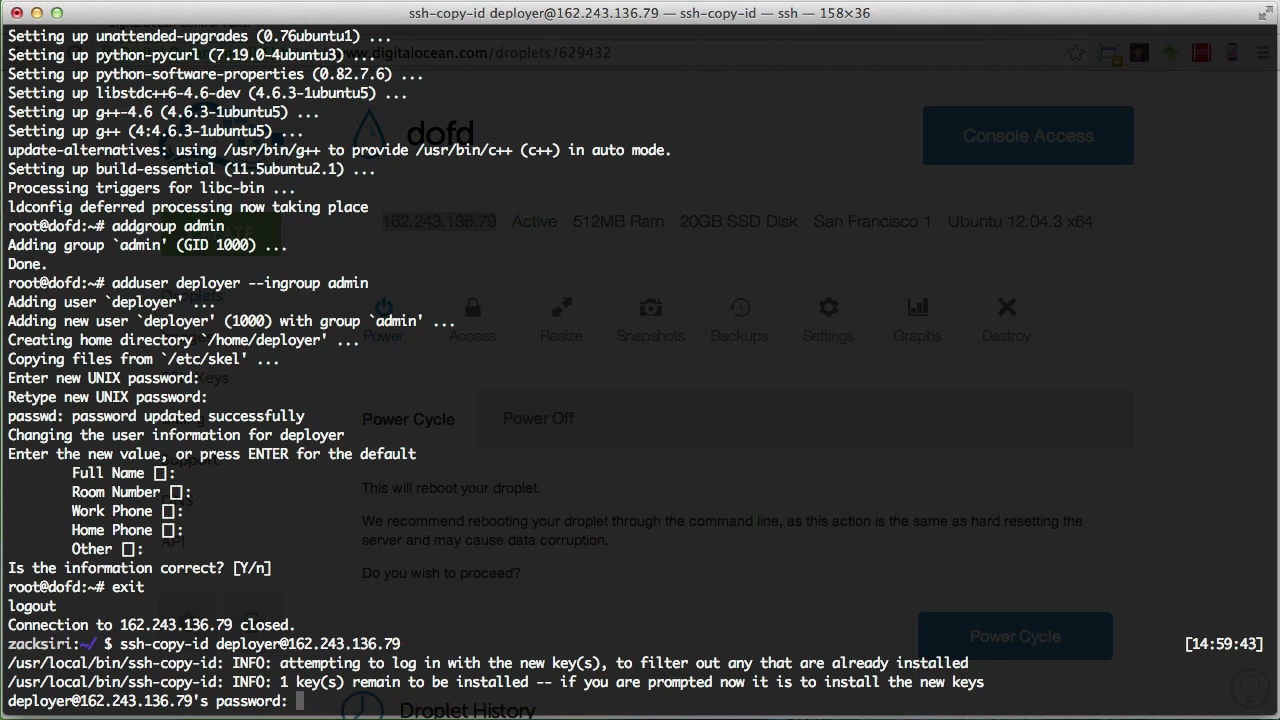 ssh-copy-id deployer@162.243.136.79 — ssh-copy-id — ssh — 158×36
Setting up unattended-upgrades (0.76ubuntu1) ...
Setting up python-pycurl (7.19.0-4ubuntu3) ...
www.digitalocean.com/droplets/629432
Setting up python-software-properties (0.82.7.6) ...
Setting up libstdc++6-4.6-dev (4.6.3-1ubuntu5) ...
Setting up g++-4.6 (4.6.3-1ubuntu5) ...
Setting up g++ (4:4.6.3-1ubuntu5) ...
dofd
Console Access
update-alternatives: using /usr/bin/g++ to provide /usr/bin/c++ (c++) in auto mode.
Setting up build-essential (11.5ubuntu2.1) ...
Processing triggers for libc-bin ...
ldconfig deferred processing now taking place
162.243.136.79 Active 512MB Ram 20GB SSD Disk San Francisco 1 Ubuntu 12.04.3 x64
root@dofd:~# addgroup admin
Adding group `admin' (GID 1000) ...
Done.
root@dofd:~# adduser deployer --ingroup admin
Droplets
Adding user `deployer' ...
Adding new user `deployer' (1000) with group `admin' ...
Power Access Resize Snapshots Backups Settings Graphs Destroy
Creating home directory `/home/deployer' ...
Copying files from `/etc/skel' ...
Enter new UNIX password:
Keys
Retype new UNIX password:
passwd: password updated successfully
Power Cycle Power Off
Changing the user information for deployer
Enter the new value, or press ENTER for the default
Support
Full Name []:
Room Number []:
This will reboot your droplet.
Work Phone []:
We recommend rebooting your droplet through the command line, as this action is the same as hard resetting the
server and may cause data corruption.
Home Phone []:
API
Other []:
Is the information correct? [Y/n]
Do you wish to proceed?
root@dofd:~# exit
logout
Connection to 162.243.136.79 closed.
Power Cycle
zacksiri:~/ $ ssh-copy-id deployer@162.243.136.79 [14:59:43]
/usr/local/bin/ssh-copy-id: INFO: attempting to log in with the new key(s), to filter out any that are already installed
/usr/local/bin/ssh-copy-id: INFO: 1 key(s) remain to be installed -- if you are prompted now it is to install the new keys
deployer@162.243.136.79's password:
Droplet History